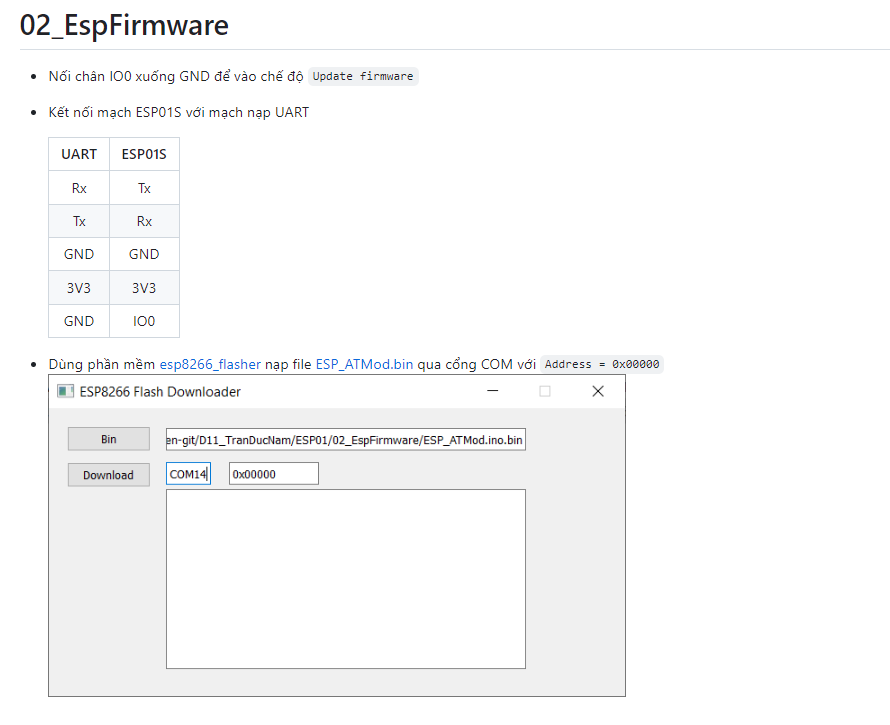 02_EspFirmware
Nối chân IO0 xuống GND để vào chế độ Update firmware
Kết nối mạch ESP01S với mạch nạp UART
UART ESP01S
Rx Tx
Tx Rx
GND GND
3V3 3V3
GND IO0
Dùng phần mềm esp8266_flasher nạp file ESP_ATMod.bin qua cổng COM với Address = 0x00000
ESP8266 Flash Downloader
Bin en-git/D11_TranDucNam/ESP01/02_EspFirmware/ESP_ATMod.ino.bin
Download COM14 0x00000